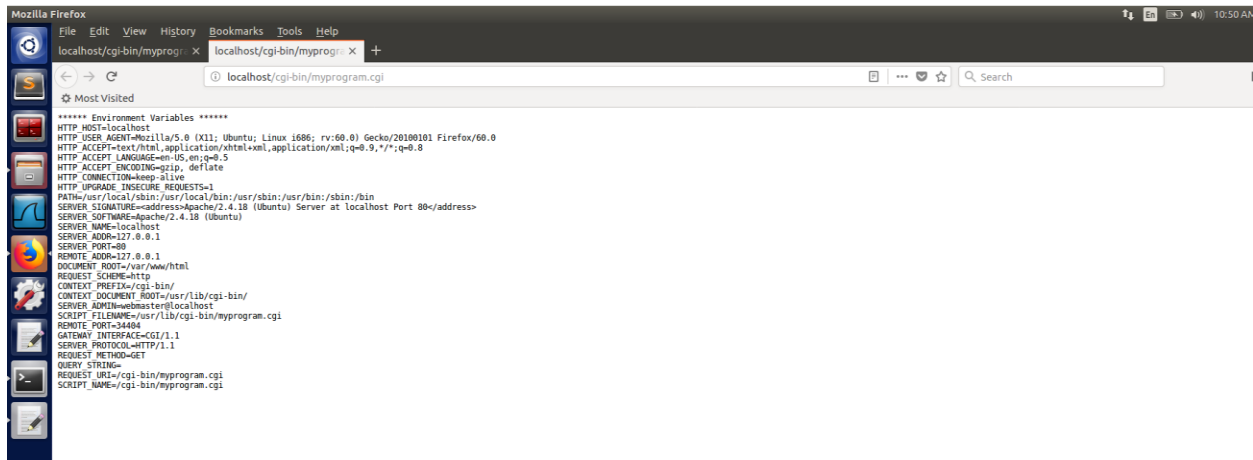 Mozilla Firefox
En
10:50 AM
File Edit View History Bookmarks Tools Help
localhost/cgi-bin/myprogra localhost/cgi-bin/myprogra
localhost/cgi-bin/myprogram.cgi
Search
Most Visited
****** Environment Variables ******
HTTP_HOST=localhost
HTTP_USER_AGENT=Mozilla/5.0 (X11; Ubuntu; Linux i686; rv:60.0) Gecko/20100101 Firefox/60.0
HTTP_ACCEPT=text/html,application/xhtml+xml,application/xml;q=0.9,*/*;q=0.8
HTTP_ACCEPT_LANGUAGE=en-US,en;q=0.5
HTTP_ACCEPT_ENCODING=gzip, deflate
HTTP_CONNECTION=keep-alive
HTTP_UPGRADE_INSECURE_REQUESTS=1
PATH=/usr/local/sbin:/usr/local/bin:/usr/sbin:/usr/bin:/sbin:/bin
SERVER_SIGNATURE=<address>Apache/2.4.18 (Ubuntu) Server at localhost Port 80</address>
SERVER_SOFTWARE=Apache/2.4.18 (Ubuntu)
SERVER_NAME=localhost
SERVER_ADDR=127.0.0.1
SERVER_PORT=80
REMOTE_ADDR=127.0.0.1
DOCUMENT_ROOT=/var/www/html
REQUEST_SCHEME=http
CONTEXT_PREFIX=/cgi-bin/
CONTEXT_DOCUMENT_ROOT=/usr/lib/cgi-bin/
SERVER_ADMIN=webmaster@localhost
SCRIPT_FILENAME=/usr/lib/cgi-bin/myprogram.cgi
REMOTE_PORT=34404
GATEWAY_INTERFACE=CGI/1.1
SERVER_PROTOCOL=HTTP/1.1
REQUEST_METHOD=GET
QUERY_STRING=
REQUEST_URI=/cgi-bin/myprogram.cgi
SCRIPT_NAME=/cgi-bin/myprogram.cgi